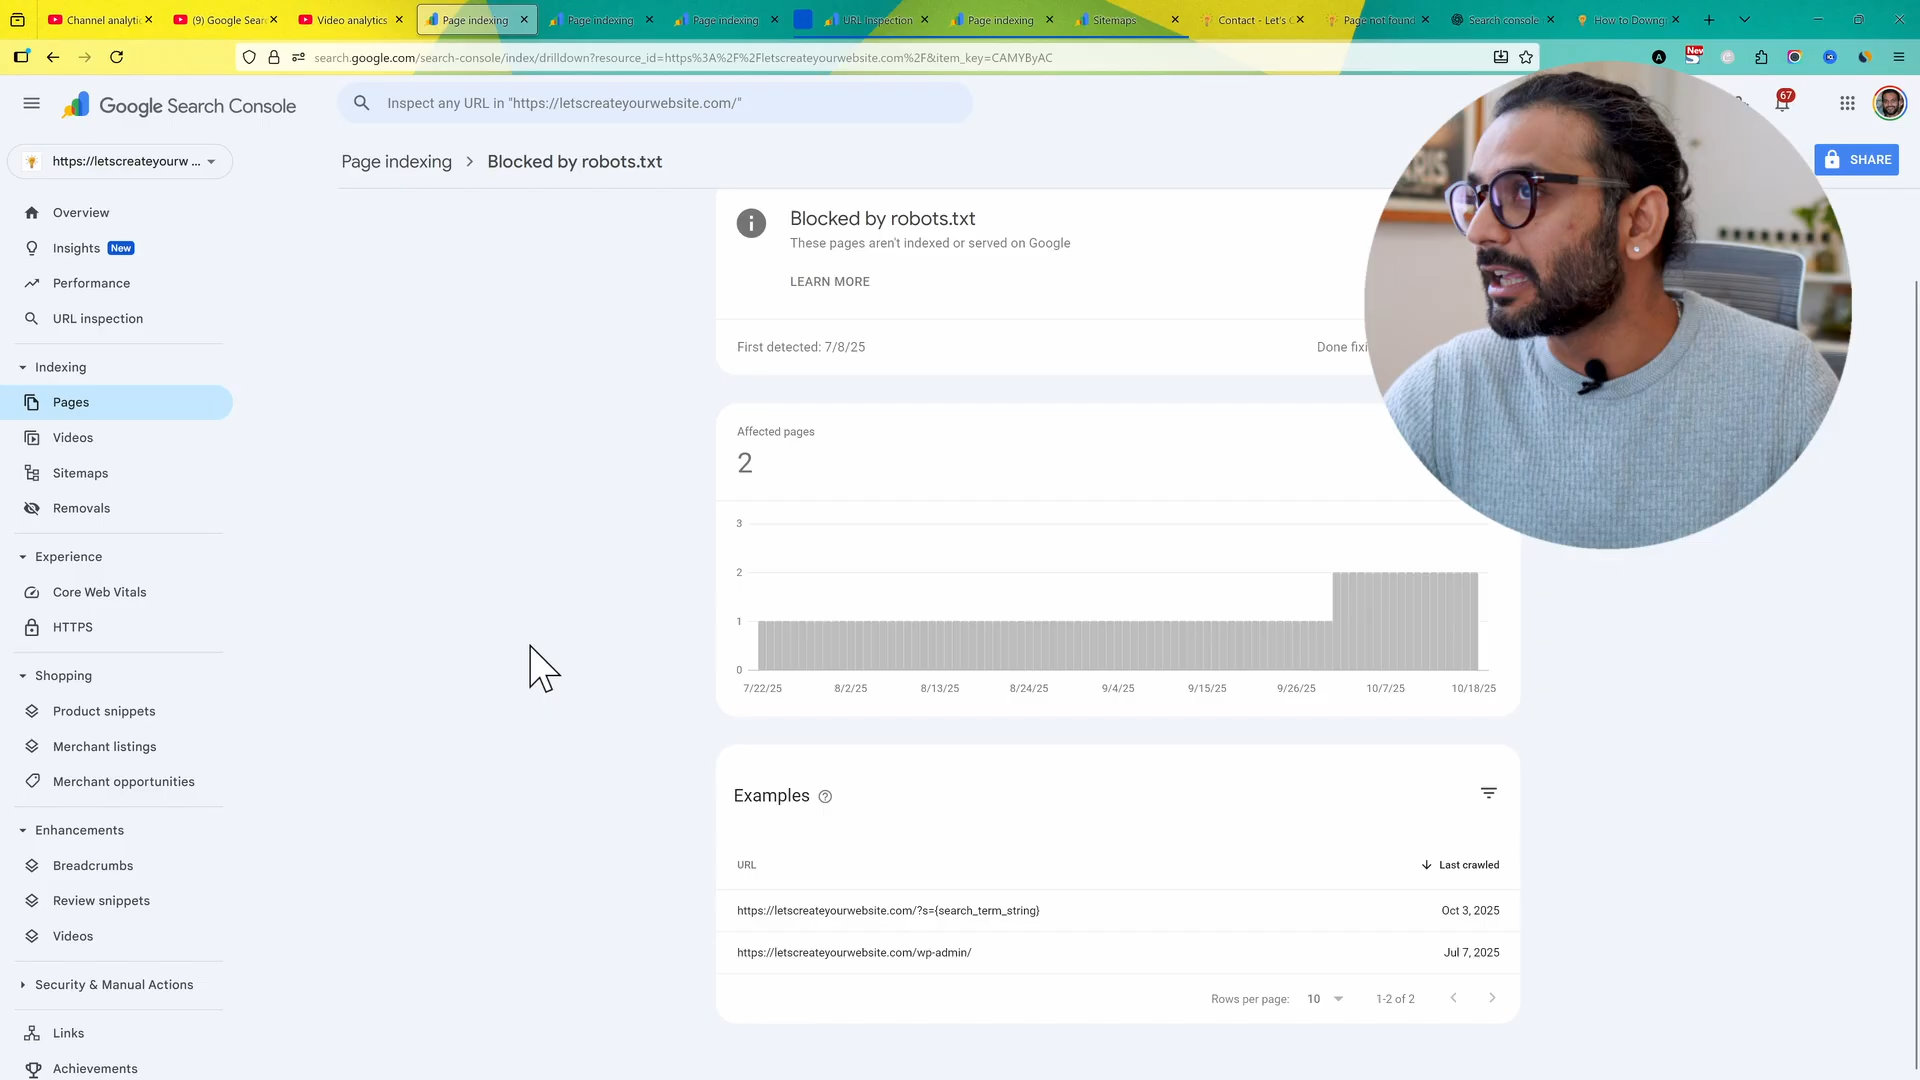 Channel analytic
(9) Google Sear
Video analytics
Page indexing
Page indexing
Page indexing
URL Inspection
Page indexing
Sitemaps
Contact - Let's C
Page not found
Search console
How to Downg
search.google.com/search-console/index/drilldown?resource_id=https%3A%2F%2Fletscreateyourwebsite.com%2F&item_key=CAMYByAC
New
Google Search Console
Inspect any URL in "https://letscreateyourwebsite.com/"
67
https://letscreateyourw ...
Page indexing > Blocked by robots.txt
SHARE
Overview
Insights New
Performance
URL inspection
Indexing
Pages
Videos
Sitemaps
Removals
Experience
Core Web Vitals
HTTPS
Shopping
Product snippets
Merchant listings
Merchant opportunities
Enhancements
Breadcrumbs
Review snippets
Videos
Security & Manual Actions
Links
Achievements
Blocked by robots.txt
These pages aren't indexed or served on Google
LEARN MORE
First detected: 7/8/25
Done fixi
Affected pages
2
3
2
1
0
7/22/25 8/2/25 8/13/25 8/24/25 9/4/25 9/15/25 9/26/25 10/7/25 10/18/25
Examples
URL
Last crawled
https://letscreateyourwebsite.com/?s={search_term_string}
Oct 3, 2025
https://letscreateyourwebsite.com/wp-admin/
Jul 7, 2025
Rows per page: 10 1-2 of 2